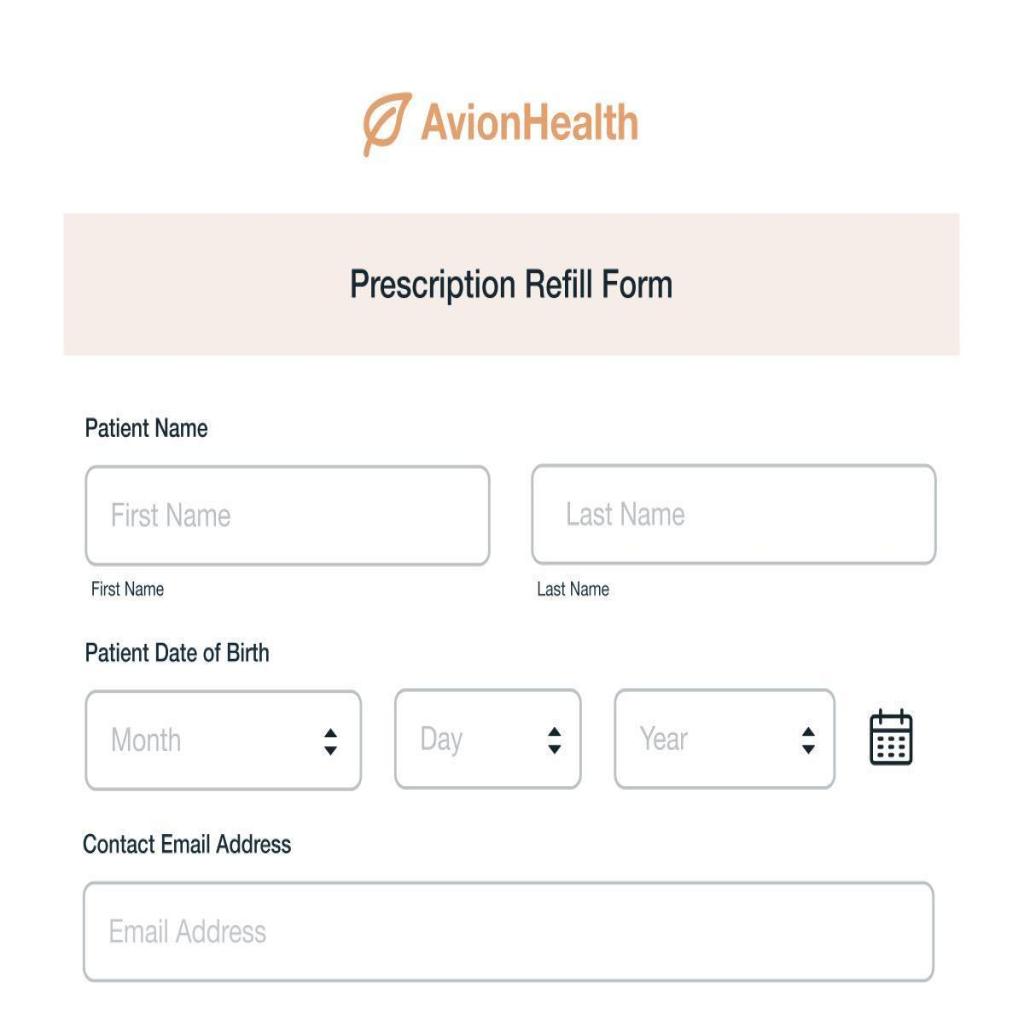 AvionHealth
Prescription Refill Form
Patient Name
First Name Last Name
First Name Last Name
Patient Date of Birth
Month Day Year
Contact Email Address
Email Address